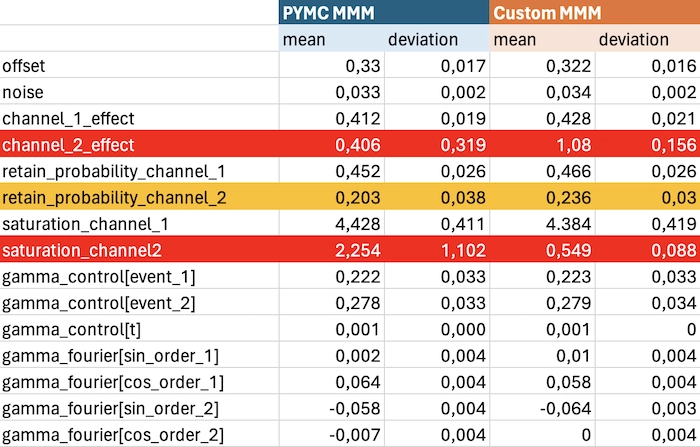 PYMC MMM Custom MMM
mean deviation mean deviation
offset 0,33 0,017 0,322 0,016
noise 0,033 0,002 0,034 0,002
channel_1_effect 0,412 0,019 0,428 0,021
channel_2_effect 0,406 0,319 1,08 0,156
retain_probability_channel_1 0,452 0,026 0,466 0,026
retain_probability_channel_2 0,203 0,038 0,236 0,03
saturation_channel_1 4,428 0,411 4.384 0,419
saturation_channel2 2,254 1,102 0,549 0,088
gamma_control[event_1] 0,222 0,033 0,223 0,033
gamma_control[event_2] 0,278 0,033 0,279 0,034
gamma_control[t] 0,001 0,000 0,001 0
gamma_fourier[sin_order_1] 0,002 0,004 0,01 0,004
gamma_fourier[cos_order_1] 0,064 0,004 0,058 0,004
gamma_fourier[sin_order_2] -0,058 0,004 -0,064 0,003
gamma_fourier[cos_order_2] -0,007 0,004 0 0,004